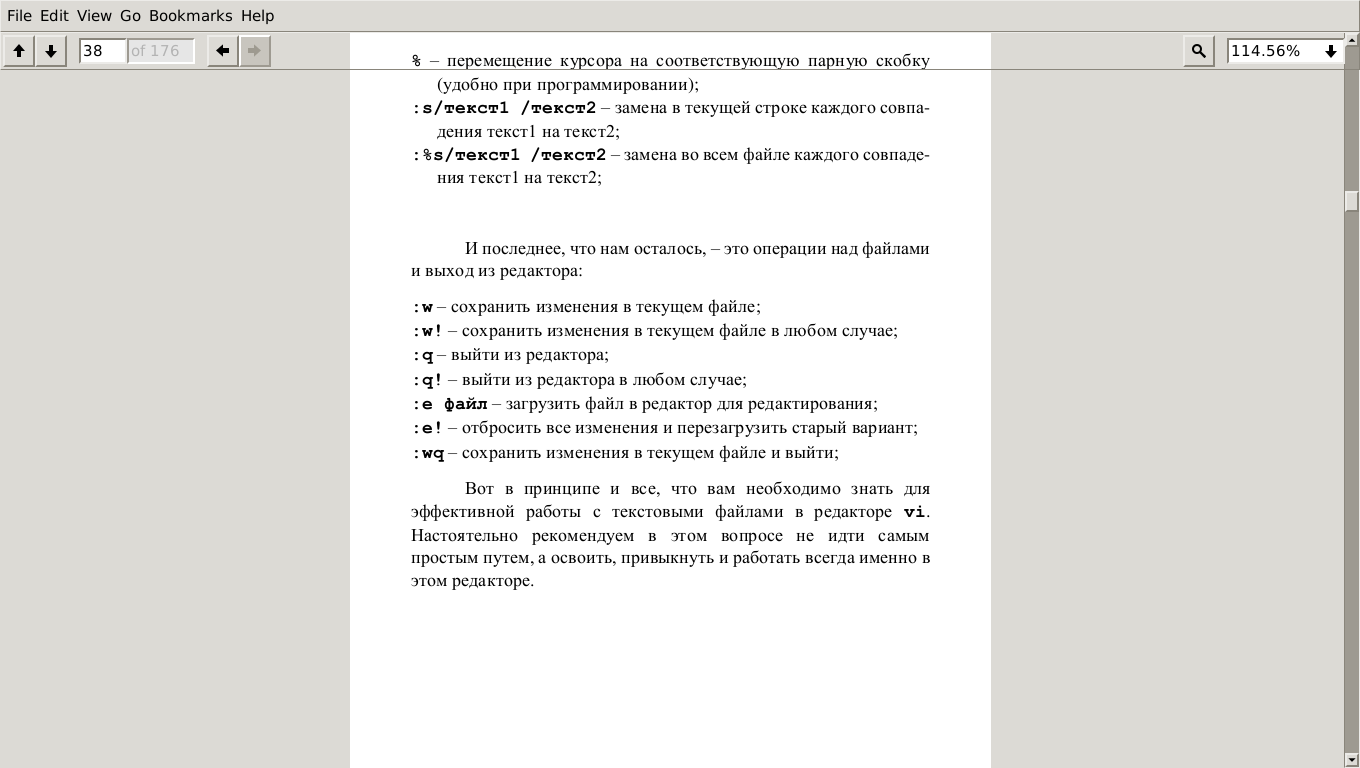 File Edit View Go Bookmarks Help
38 of 176 114.56%
% – перемещение курсора на соответствующую парную скобку
(удобно при программировании);
:s/текст1 /текст2 – замена в текущей строке каждого совпа-
дения текст1 на текст2;
:%s/текст1 /текст2 – замена во всем файле каждого совпаде-
ния текст1 на текст2;
И последнее, что нам осталось, – это операции над файлами
и выход из редактора:
:w – сохранить изменения в текущем файле;
:w! – сохранить изменения в текущем файле в любом случае;
:q – выйти из редактора;
:q! – выйти из редактора в любом случае;
:e файл – загрузить файл в редактор для редактирования;
:e! – отбросить все изменения и перезагрузить старый вариант;
:wq – сохранить изменения в текущем файле и выйти;
Вот в принципе и все, что вам необходимо знать для
эффективной работы с текстовыми файлами в редакторе vi.
Настоятельно рекомендуем в этом вопросе не идти самым
простым путем, а освоить, привыкнуть и работать всегда именно в
этом редакторе.